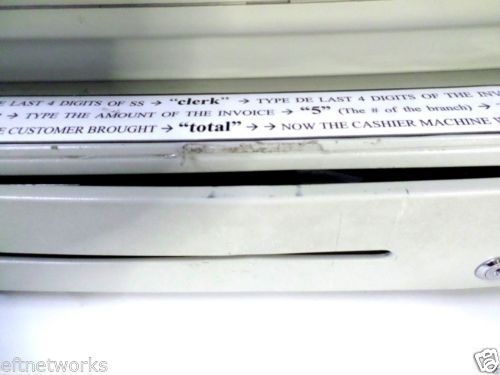 E LAST 4 DIGITS OF SS → "clerk" → TYPE DE LAST 4 DIGITS OF THE INV
→ TYPE THE AMOUNT OF THE INVOICE → "5" (The # of the branch) →
E CUSTOMER BROUGHT → "total" → → NOW THE CASHIER MACHINE W
eftnetworks